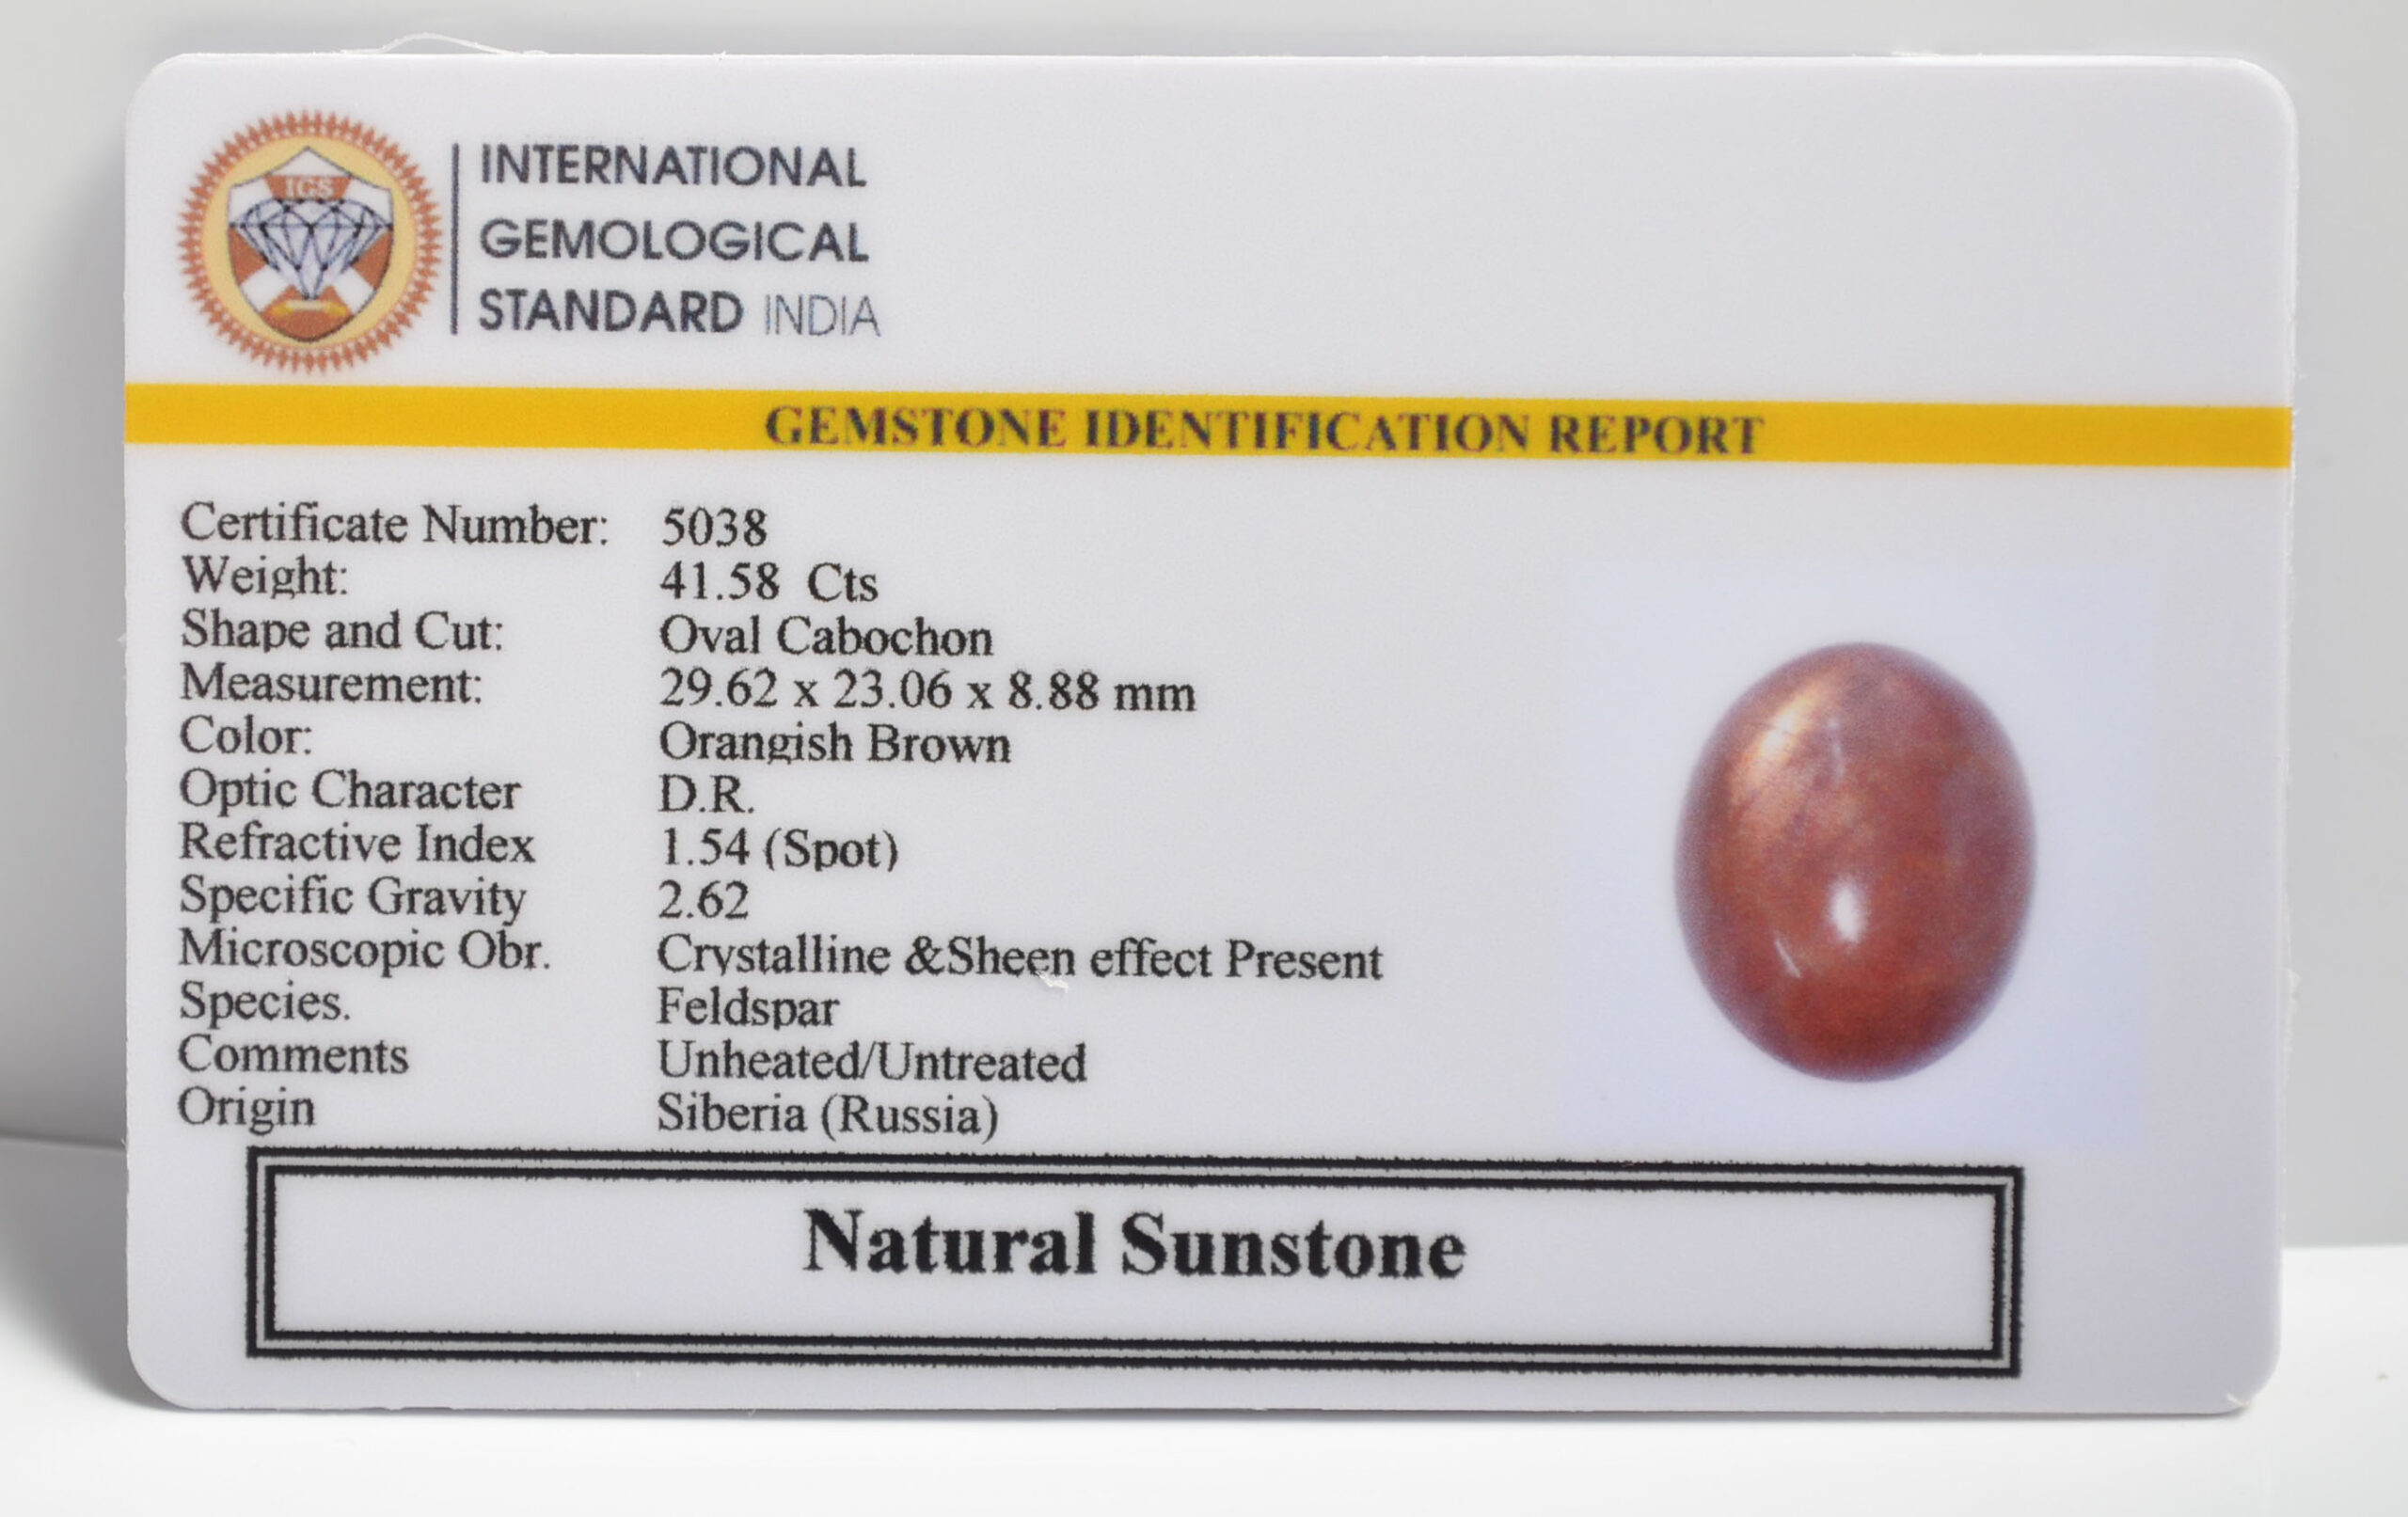 IGS
INTERNATIONAL
GEMOLOGICAL
STANDARD INDIA
GEMSTONE IDENTIFICATION REPORT
Certificate Number: 5038
Weight: 41.58 Cts
Shape and Cut: Oval Cabochon
Measurement: 29.62 x 23.06 x 8.88 mm
Color: Orangish Brown
Optic Character D.R.
Refractive Index 1.54 (Spot)
Specific Gravity 2.62
Microscopic Obr. Crystalline &Sheen effect Present
Species. Feldspar
Comments Unheated/Untreated
Origin Siberia (Russia)
Natural Sunstone